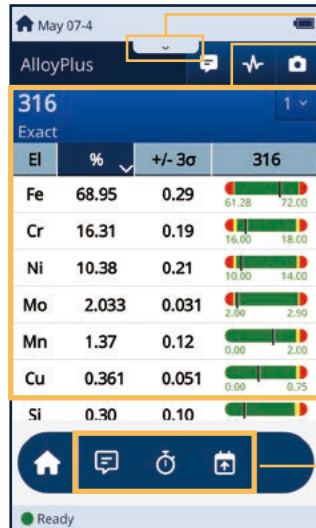 May 07-4
AlloyPlus
316 1
Exact
El % +/- 3σ 316
Fe 68.95 0.29 61.28 72.00
Cr 16.31 0.19 16.00 18.00
Ni 10.38 0.21 10.00 14.00
Mo 2.033 0.031 2.00 2.90
Mn 1.37 0.12 0.00 2.00
Cu 0.361 0.051 0.00 0.75
Si 0.30 0.10
Ready